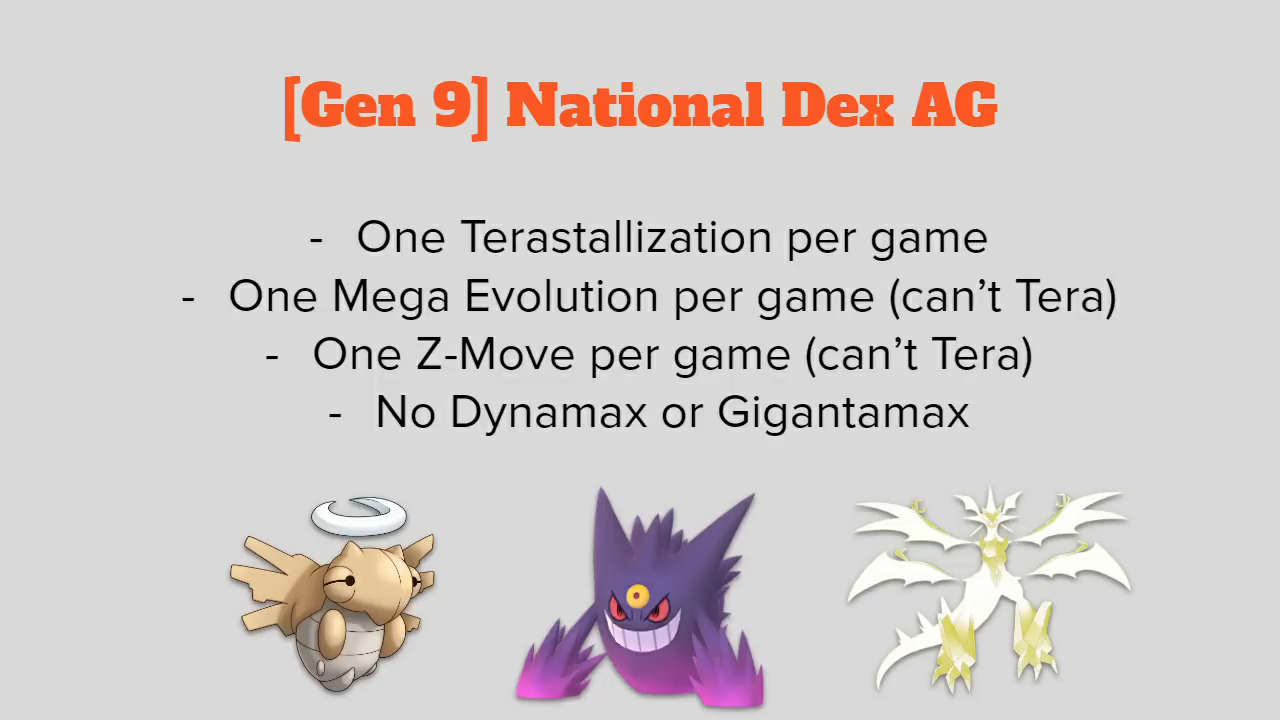 [Gen 9] National Dex AG
- One Terastallization per game
- One Mega Evolution per game (can’t Tera)
- One Z-Move per game (can’t Tera)
- No Dynamax or Gigantamax